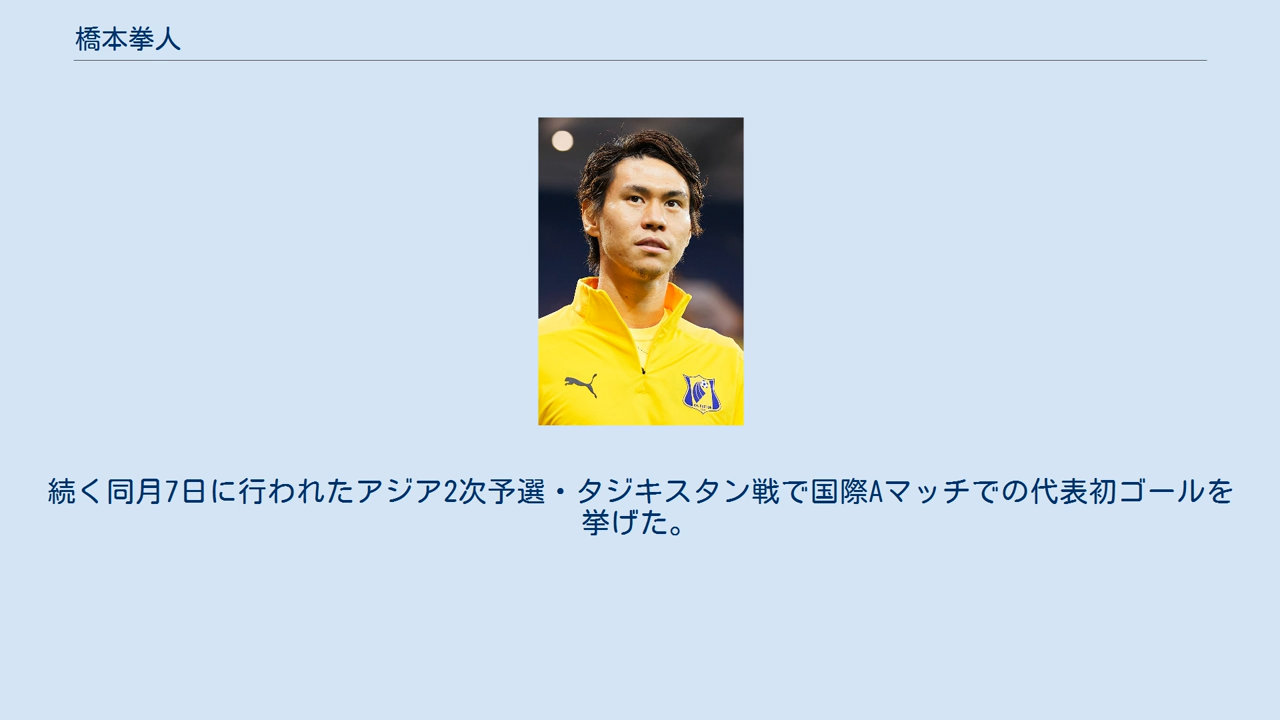 橋本拳人
続く同月7日に行われたアジア2次予選・タジキスタン戦で国際Aマッチでの代表初ゴールを
挙げた。